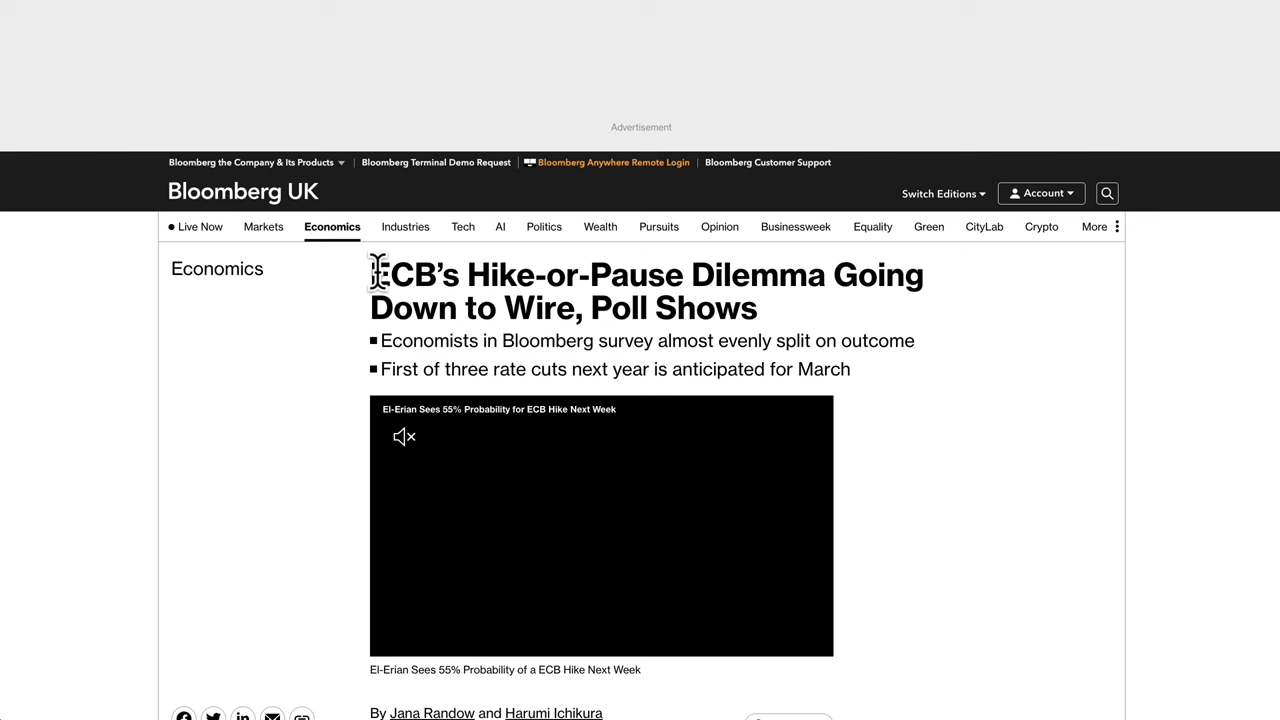 Advertisement
Bloomberg the Company & Its Products
Bloomberg Terminal Demo Request
Bloomberg Anywhere Remote Login
Bloomberg Customer Support
Bloomberg UK
Switch Editions
Account
Live Now
Markets
Economics
Industries
Tech
AI
Politics
Wealth
Pursuits
Opinion
Businessweek
Equality
Green
CityLab
Crypto
More
Economics
ECB’s Hike-or-Pause Dilemma Going
Down to Wire, Poll Shows
Economists in Bloomberg survey almost evenly split on outcome
First of three rate cuts next year is anticipated for March
El-Erian Sees 55% Probability for ECB Hike Next Week
El-Erian Sees 55% Probability of a ECB Hike Next Week
By Jana Randow and Harumi Ichikura